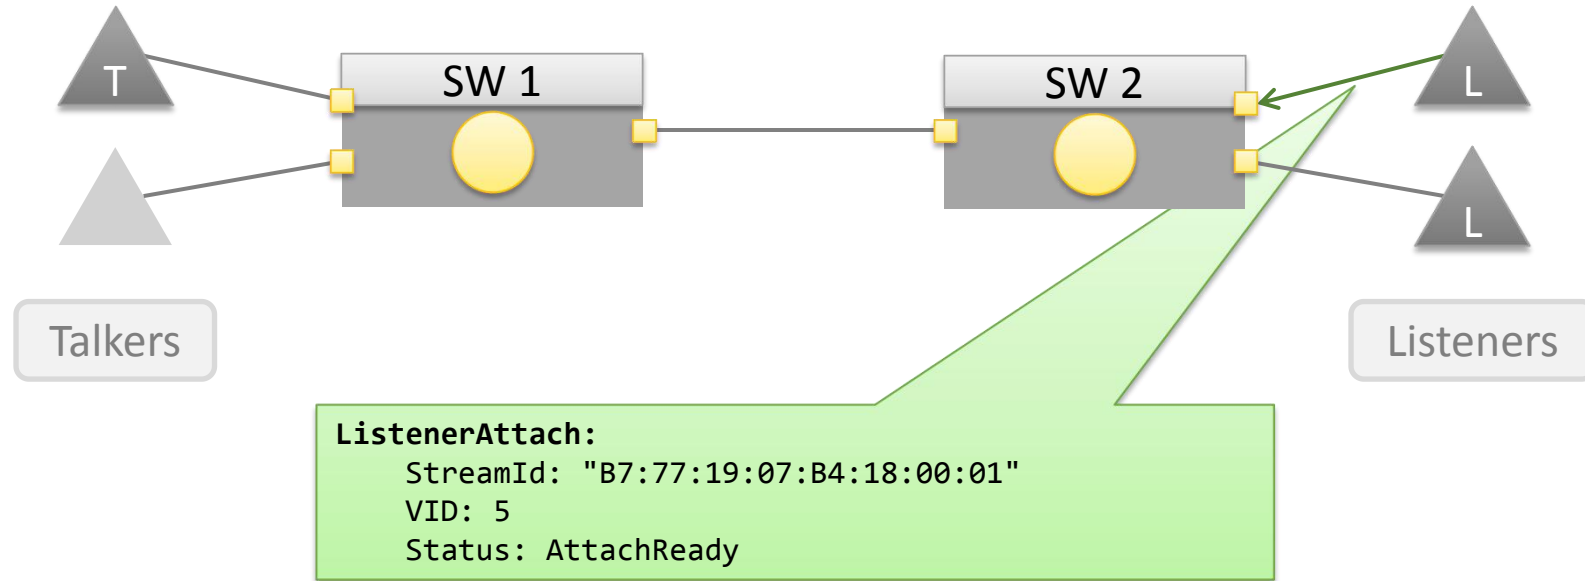 T
SW 1
SW 2
L
L
Talkers
Listeners
ListenerAttach:
StreamId: "B7:77:19:07:B4:18:00:01"
VID: 5
Status: AttachReady